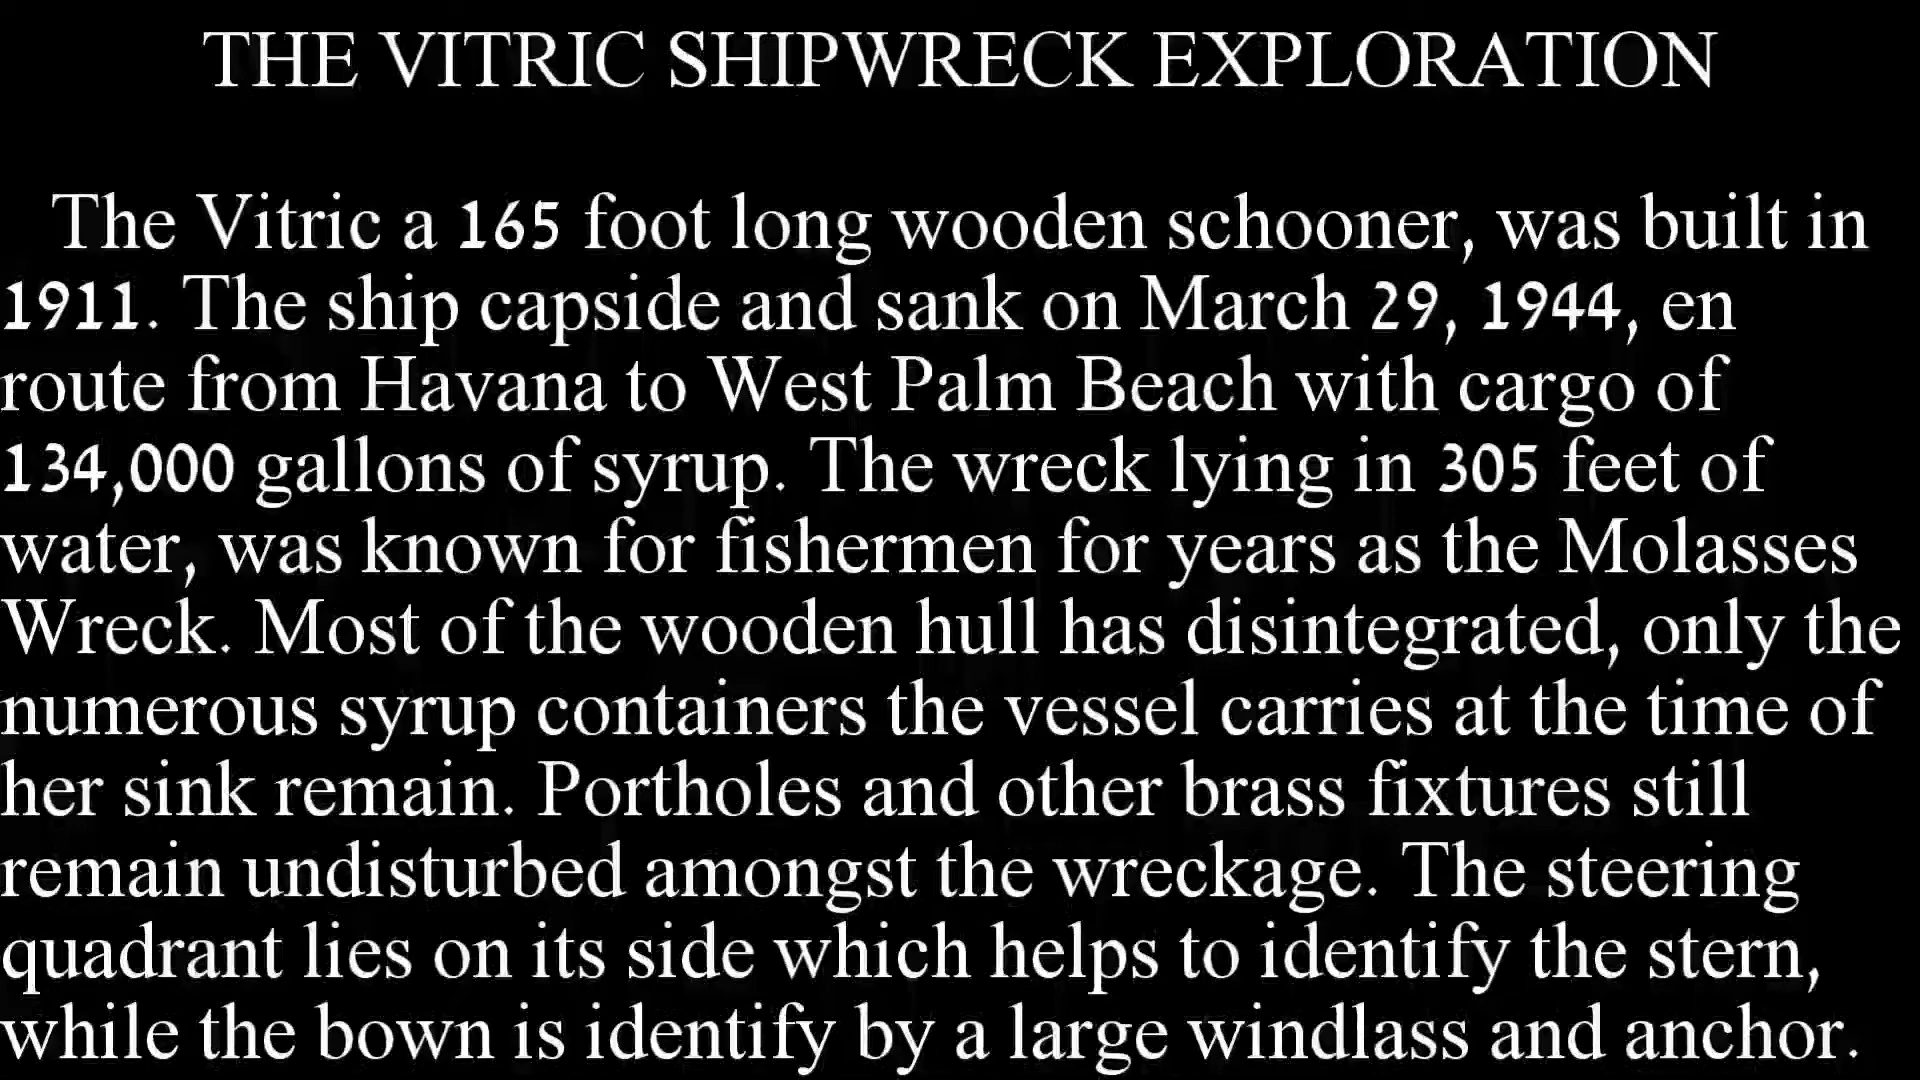 THE VITRIC SHIPWRECK EXPLORATION
The Vitric a 165 foot long wooden schooner, was built in
1911. The ship capside and sank on March 29, 1944, en
route from Havana to West Palm Beach with cargo of
134,000 gallons of syrup. The wreck lying in 305 feet of
water, was known for fishermen for years as the Molasses
Wreck. Most of the wooden hull has disintegrated, only the
numerous syrup containers the vessel carries at the time of
her sink remain. Portholes and other brass fixtures still
remain undisturbed amongst the wreckage. The steering
quadrant lies on its side which helps to identify the stern,
while the bown is identify by a large windlass and anchor.